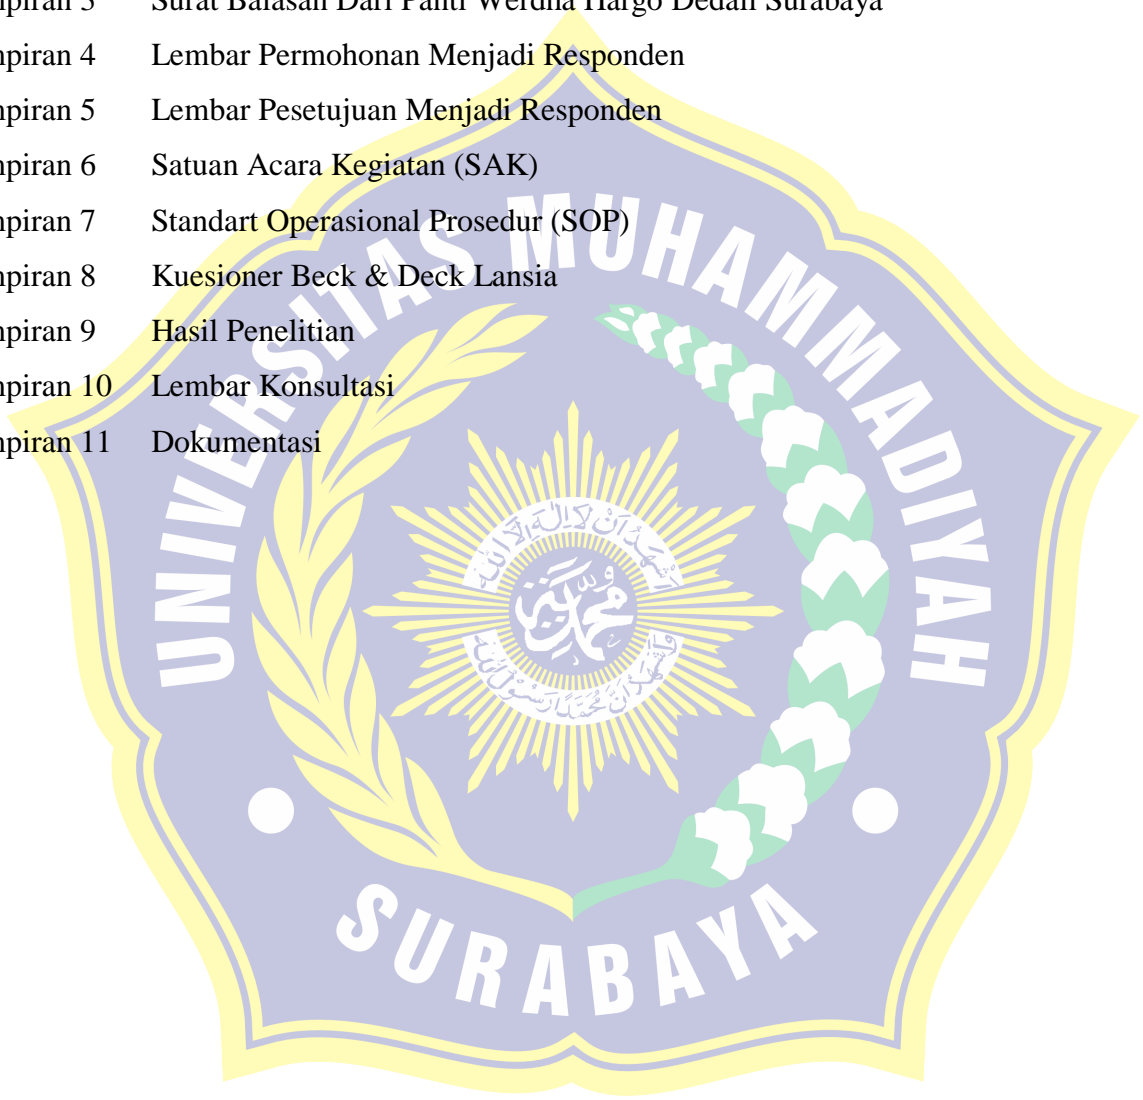 mpiran 3 Surat Balasan Dari Panti Werdha Hargo Dedali Surabaya
mpiran 4 Lembar Permohonan Menjadi Responden
mpiran 5 Lembar Pesetujuan Menjadi Responden
mpiran 6 Satuan Acara Kegiatan (SAK)
mpiran 7 Standart Operasional Prosedur (SOP)
mpiran 8 Kuesioner Beck & Deck Lansia
mpiran 9 Hasil Penelitian
mpiran 10 Lembar Konsultasi
mpiran 11 Dokumentasi
UNIVERSITAS MUHAMMADIYAH
SURABAYA